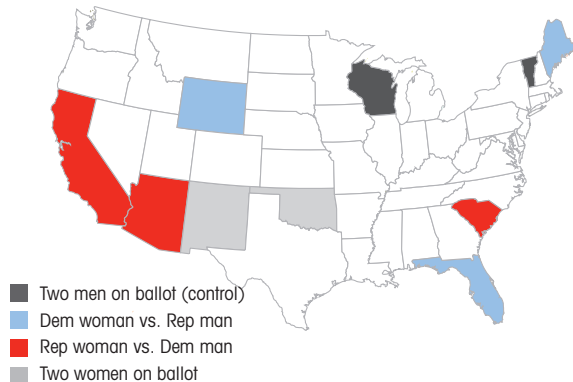 Two men on ballot (control)
Dem woman vs. Rep man
Rep woman vs. Dem man
Two women on ballot